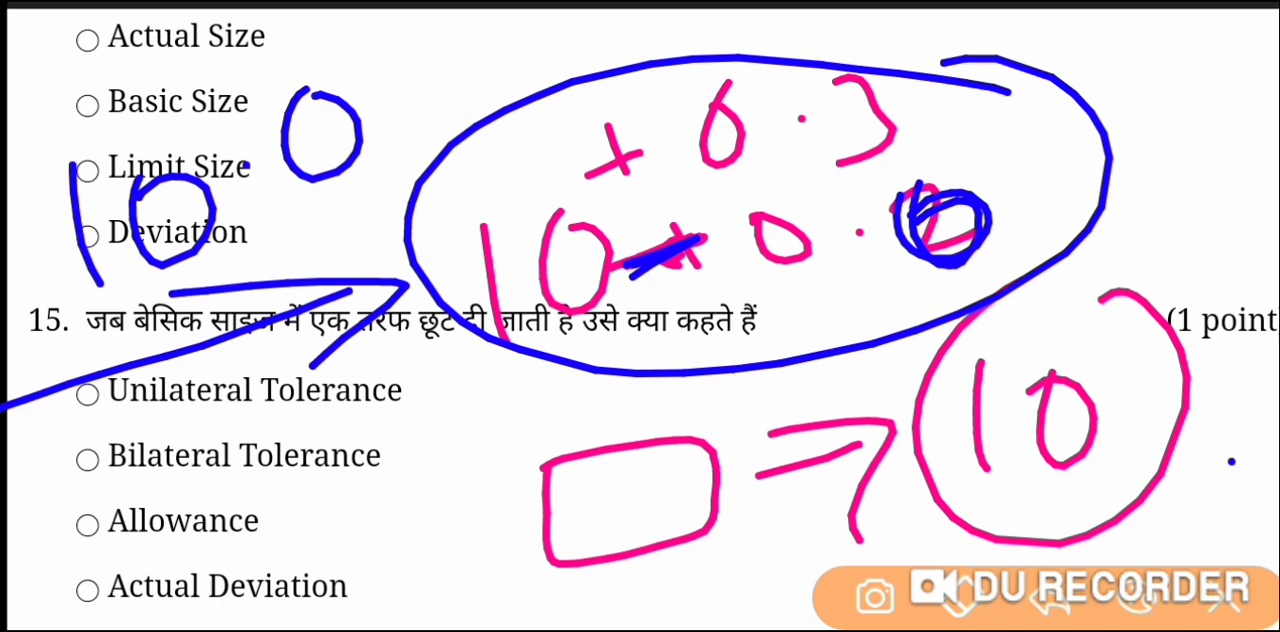 Actual Size
Basic Size
Limit Size
Deviation
+ 0.3
10 0.
10.0
15. जब बेसिक साइज में एक तरफ छूट दी जाती है उसे क्या कहते हैं (1 point
Unilateral Tolerance
Bilateral Tolerance
10
Allowance
Actual Deviation
DU RECORDER